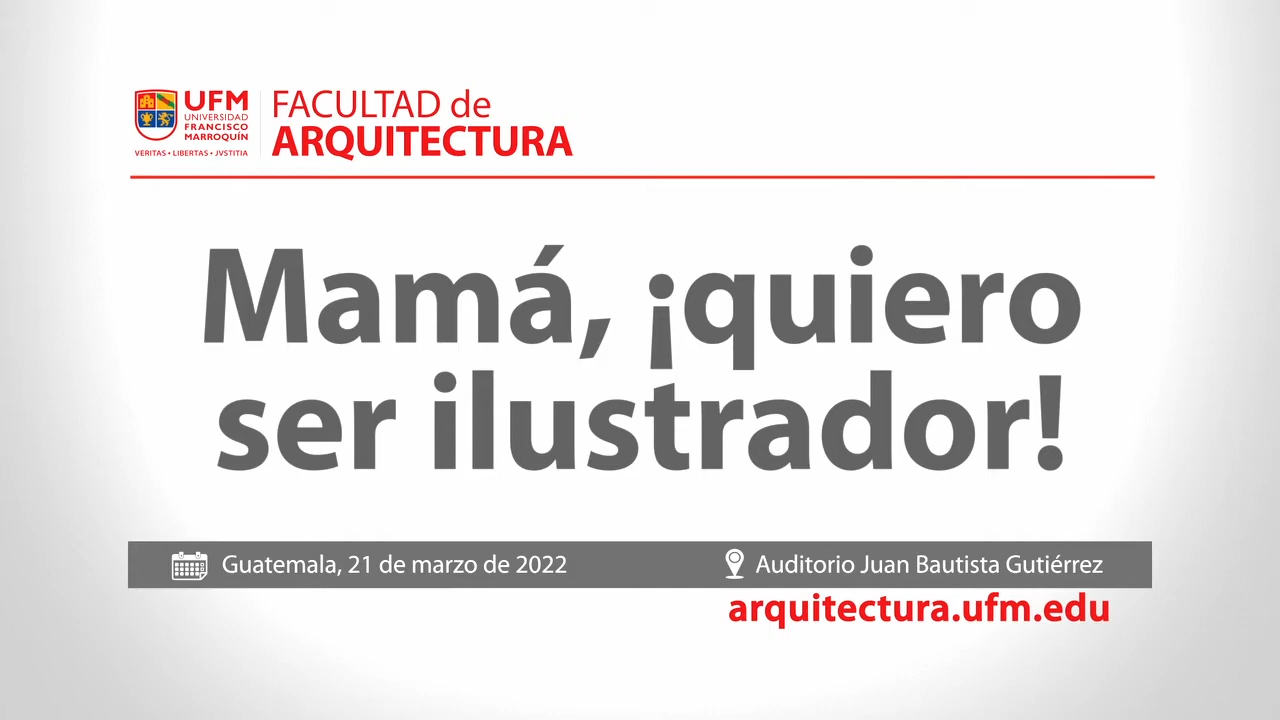 UFM
UNIVERSIDAD
FRANCISCO
MARROQUÍN
VERITAS • LIBERTAS • JVSTITIA
FACULTAD de
ARQUITECTURA
Mamá, ¡quiero
ser ilustrador!
Guatemala, 21 de marzo de 2022
Auditorio Juan Bautista Gutiérrez
arquitectura.ufm.edu